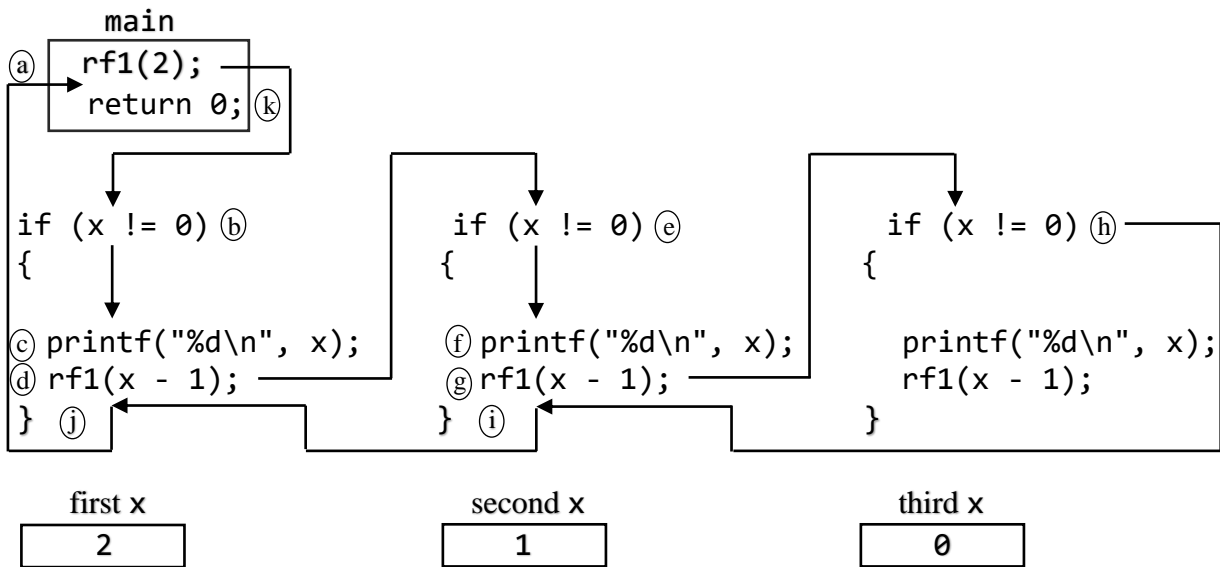 main
ⓐ rf1(2);
return 0; ⓚ
if (x != 0) ⓑ if (x != 0) ⓔ if (x != 0) ⓗ
{ { {
ⓒ printf("%d\n", x); ⓕ printf("%d\n", x); printf("%d\n", x);
ⓓ rf1(x - 1); ⓖ rf1(x - 1); rf1(x - 1);
} ⓙ } ⓘ }
first x second x third x
2 1 0